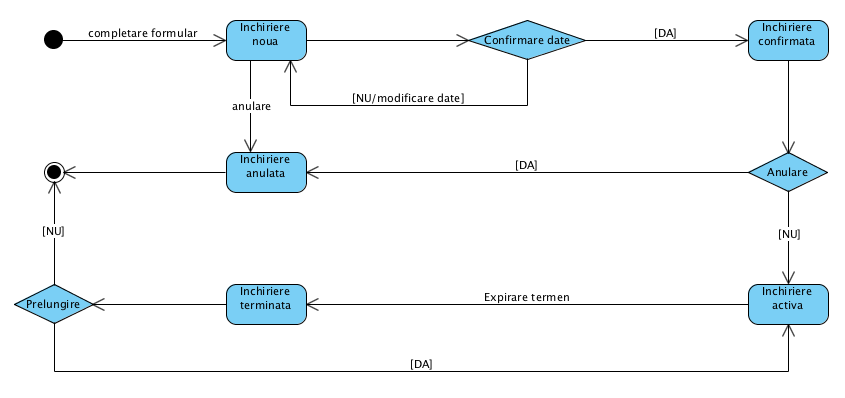 completare formular
Inchiriere
noua
Confirmare date
[DA]
Inchiriere
confirmata
[NU/modificare date]
anulare
Inchiriere
anulata
[DA]
Anulare
[NU]
[NU]
Prelungire
Inchiriere
terminata
Expirare termen
Inchiriere
activa
[DA]